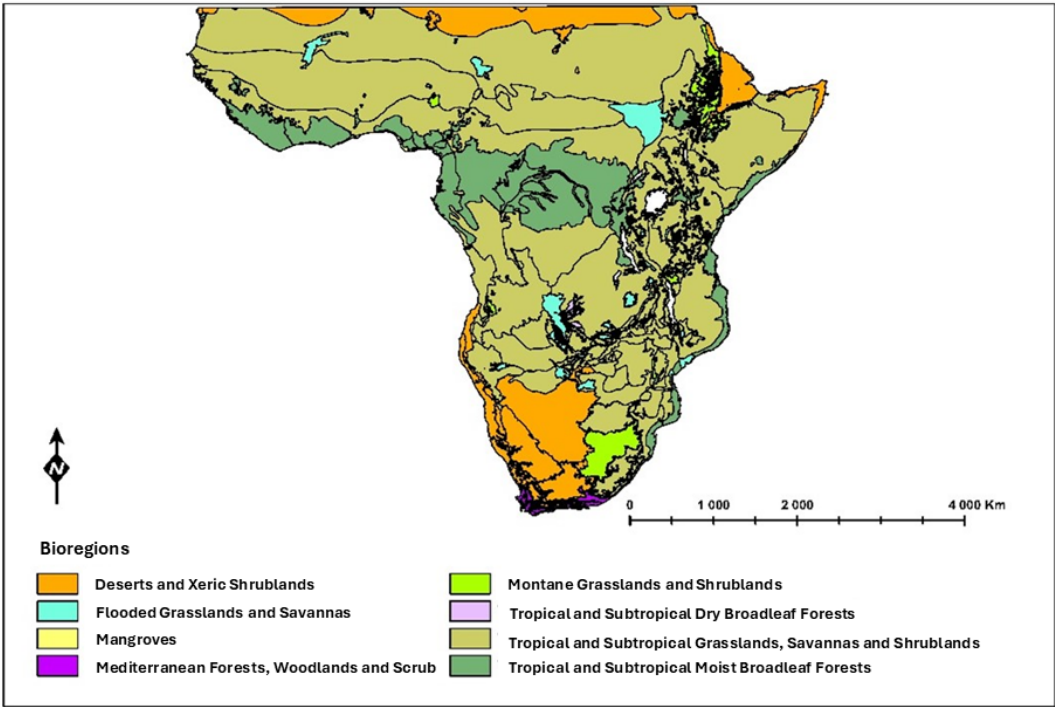 N
0 1 000 2 000 4 000 Km
Bioregions
Deserts and Xeric Shrublands
Flooded Grasslands and Savannas
Mangroves
Mediterranean Forests, Woodlands and Scrub
Montane Grasslands and Shrublands
Tropical and Subtropical Dry Broadleaf Forests
Tropical and Subtropical Grasslands, Savannas and Shrublands
Tropical and Subtropical Moist Broadleaf Forests